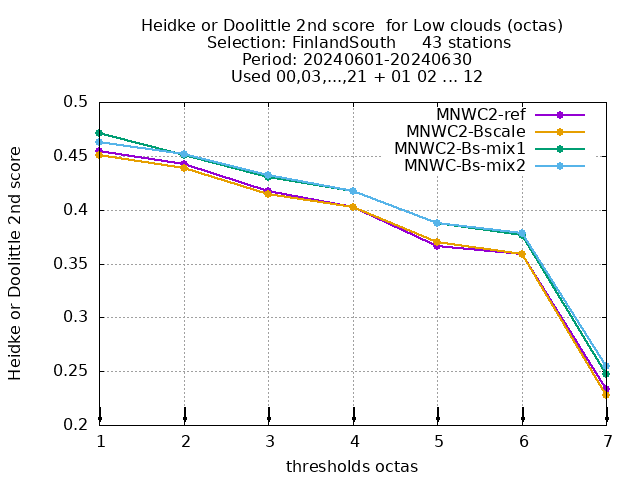 Heidke or Doolittle 2nd score  for Low clouds (octas)
Selection: FinlandSouth     43 stations
Period: 20240601-20240630
Used 00,03,...,21 + 01 02 ... 12
MNWC2-ref
MNWC2-Bscale
MNWC2-Bs-mix1
MNWC-Bs-mix2
Heidke or Doolittle 2nd score
0.5
0.45
0.4
0.35
0.3
0.25
0.2
1 2 3 4 5 6 7
thresholds octas